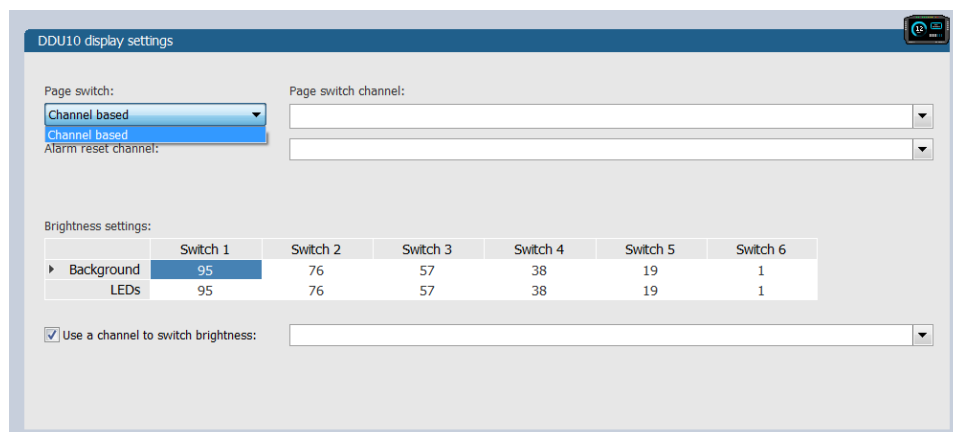 DDU10 display settings
12
Page switch: Page switch channel:
Channel based
Channel based
Alarm reset channel:
Brightness settings:
Switch 1 Switch 2 Switch 3 Switch 4 Switch 5 Switch 6
Background 95 76 57 38 19 1
LEDs 95 76 57 38 19 1
Use a channel to switch brightness: